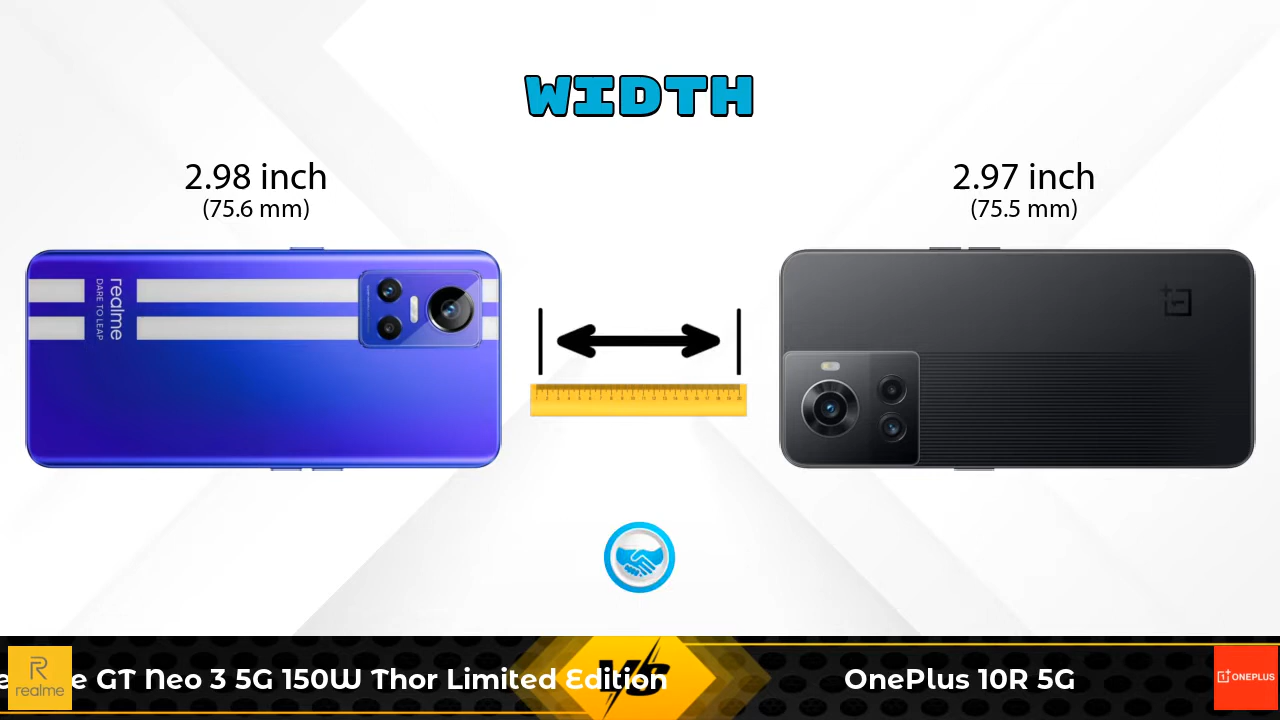 WIDTH
2.98 inch
(75.6 mm)
2.97 inch
(75.5 mm)
realme
DARE TO LEAP
VS
realme
GT Neo 3 5G 150W Thor Limited Edition
OnePlus 10R 5G
ONEPLUS